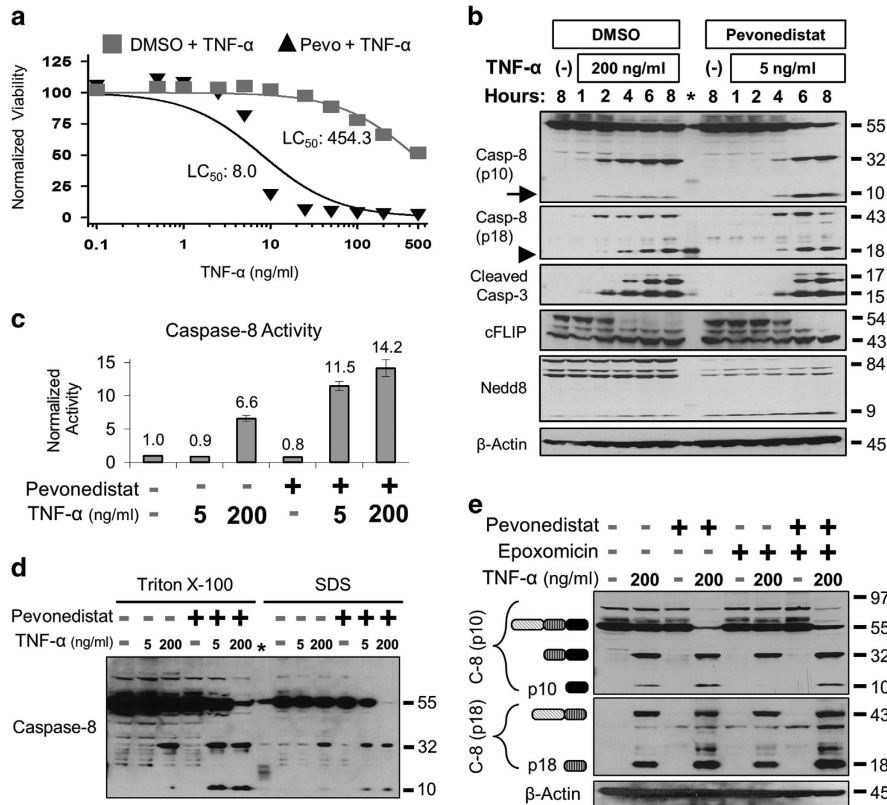 a
DMSO + TNF-α
Pevo + TNF-α
Normalized Viability
125
100
75
50
25
0
LC50: 454.3
LC50: 8.0
0.1
1
10
100
500
TNF-α (ng/ml)
b
DMSO
Pevonedistat
TNF-α (-) 200 ng/ml (-) 5 ng/ml
Hours: 8 1 2 4 6 8 * 8 1 2 4 6 8
Casp-8 (p10)
55
32
10
Casp-8 (p18)
43
18
Cleaved Casp-3
17
15
cFLIP
54
43
Nedd8
84
9
β-Actin
45
c
Caspase-8 Activity
Normalized Activity
15
10
5
0
1.0
0.9
6.6
0.8
11.5
14.2
Pevonedistat - - - + + +
TNF-α (ng/ml) - 5 200 - 5 200
d
Triton X-100
SDS
Pevonedistat - - - + + + - - - + + +
TNF-α (ng/ml) - 5 200 - 5 200 * - 5 200 - 5 200
Caspase-8
55
32
10
e
Pevonedistat - - + + - - + +
Epoxomicin - - - - + + + +
TNF-α (ng/ml) - 200 - 200 - 200 - 200
C-8 (p10)
p10
97
55
32
10
C-8 (p18)
p18
43
18
β-Actin
45